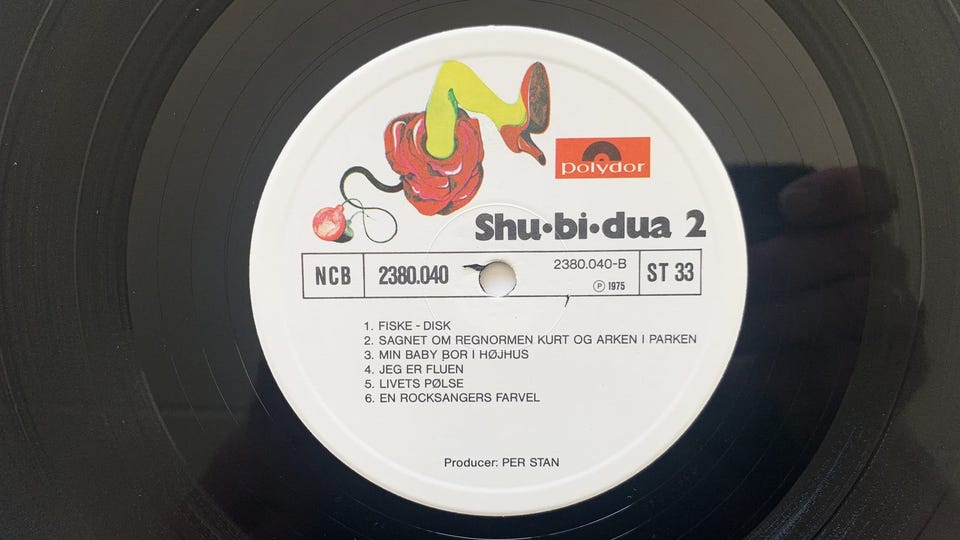 polydor
Shu•bi•dua 2
NCB 2380.040 2380.040-B ST 33
Ⓟ 1975
1. FISKE - DISK
2. SAGNET OM REGNORMEN KURT OG ARKEN I PARKEN
3. MIN BABY BOR I HØJHUS
4. JEG ER FLUEN
5. LIVETS PØLSE
6. EN ROCKSANGERS FARVEL
Producer: PER STAN